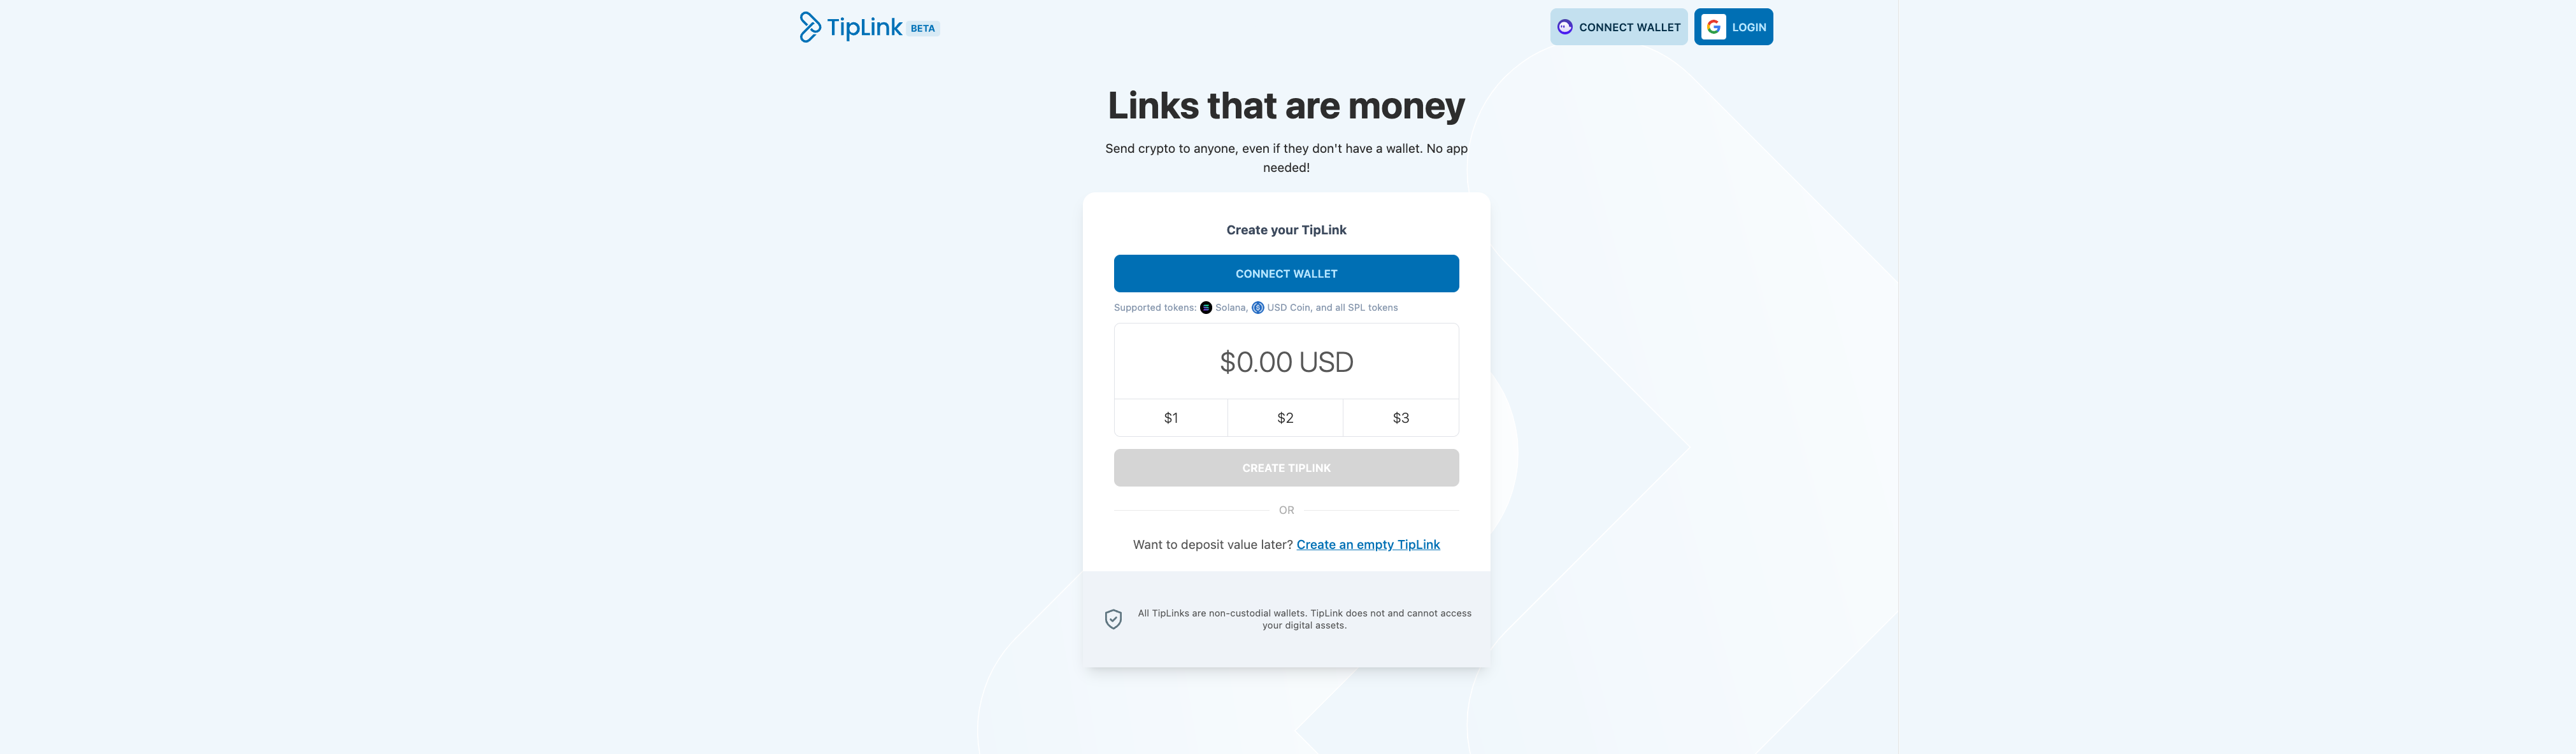 TipLink BETA
CONNECT WALLET
LOGIN
Links that are money
Send crypto to anyone, even if they don't have a wallet. No app
needed!
Create your TipLink
CONNECT WALLET
Supported tokens: Solana, USD Coin, and all SPL tokens
$0.00 USD
$1 $2 $3
CREATE TIPLINK
OR
Want to deposit value later? Create an empty TipLink
All TipLinks are non-custodial wallets. TipLink does not and cannot access
your digital assets.